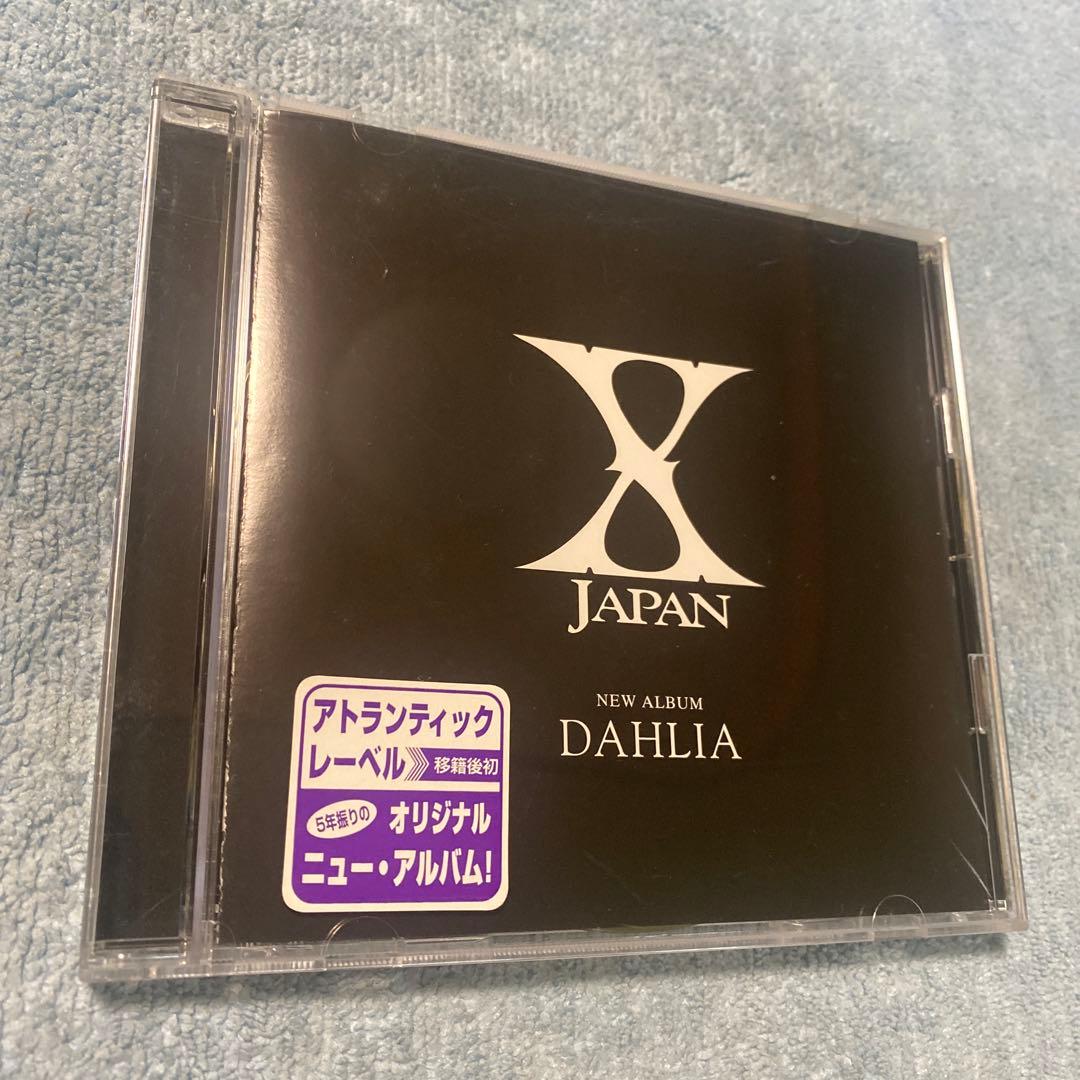 X
JAPAN
NEW ALBUM
DAHLIA
アトランティック
レーベル 移籍後初
5年振りの オリジナル
ニュー・アルバム!